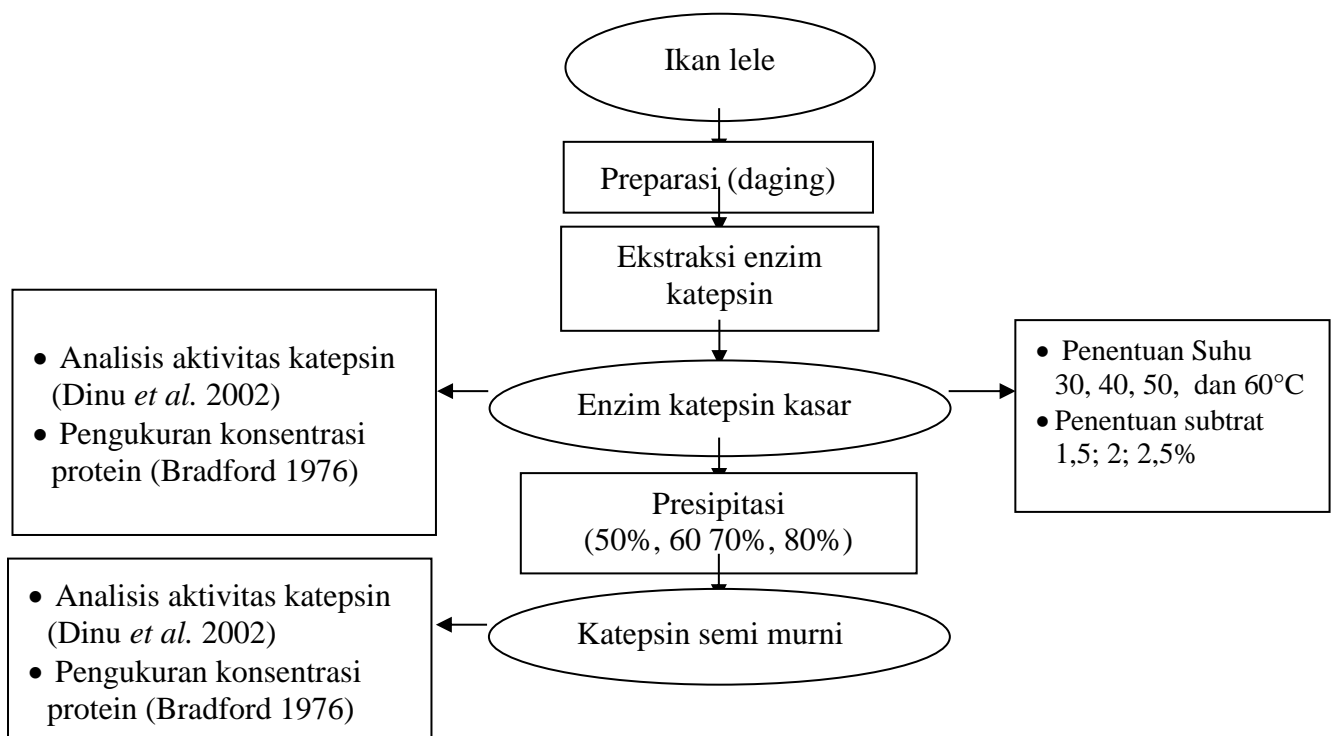 Ikan lele
Preparasi (daging)
Ekstraksi enzim
katepsin
• Analisis aktivitas katepsin
(Dinu et al. 2002)
• Pengukuran konsentrasi
protein (Bradford 1976)
Enzim katepsin kasar
• Penentuan Suhu
30, 40, 50, dan 60°C
• Penentuan subtrat
1,5; 2; 2,5%
Presipitasi
(50%, 60 70%, 80%)
• Analisis aktivitas katepsin
(Dinu et al. 2002)
• Pengukuran konsentrasi
protein (Bradford 1976)
Katepsin semi murni